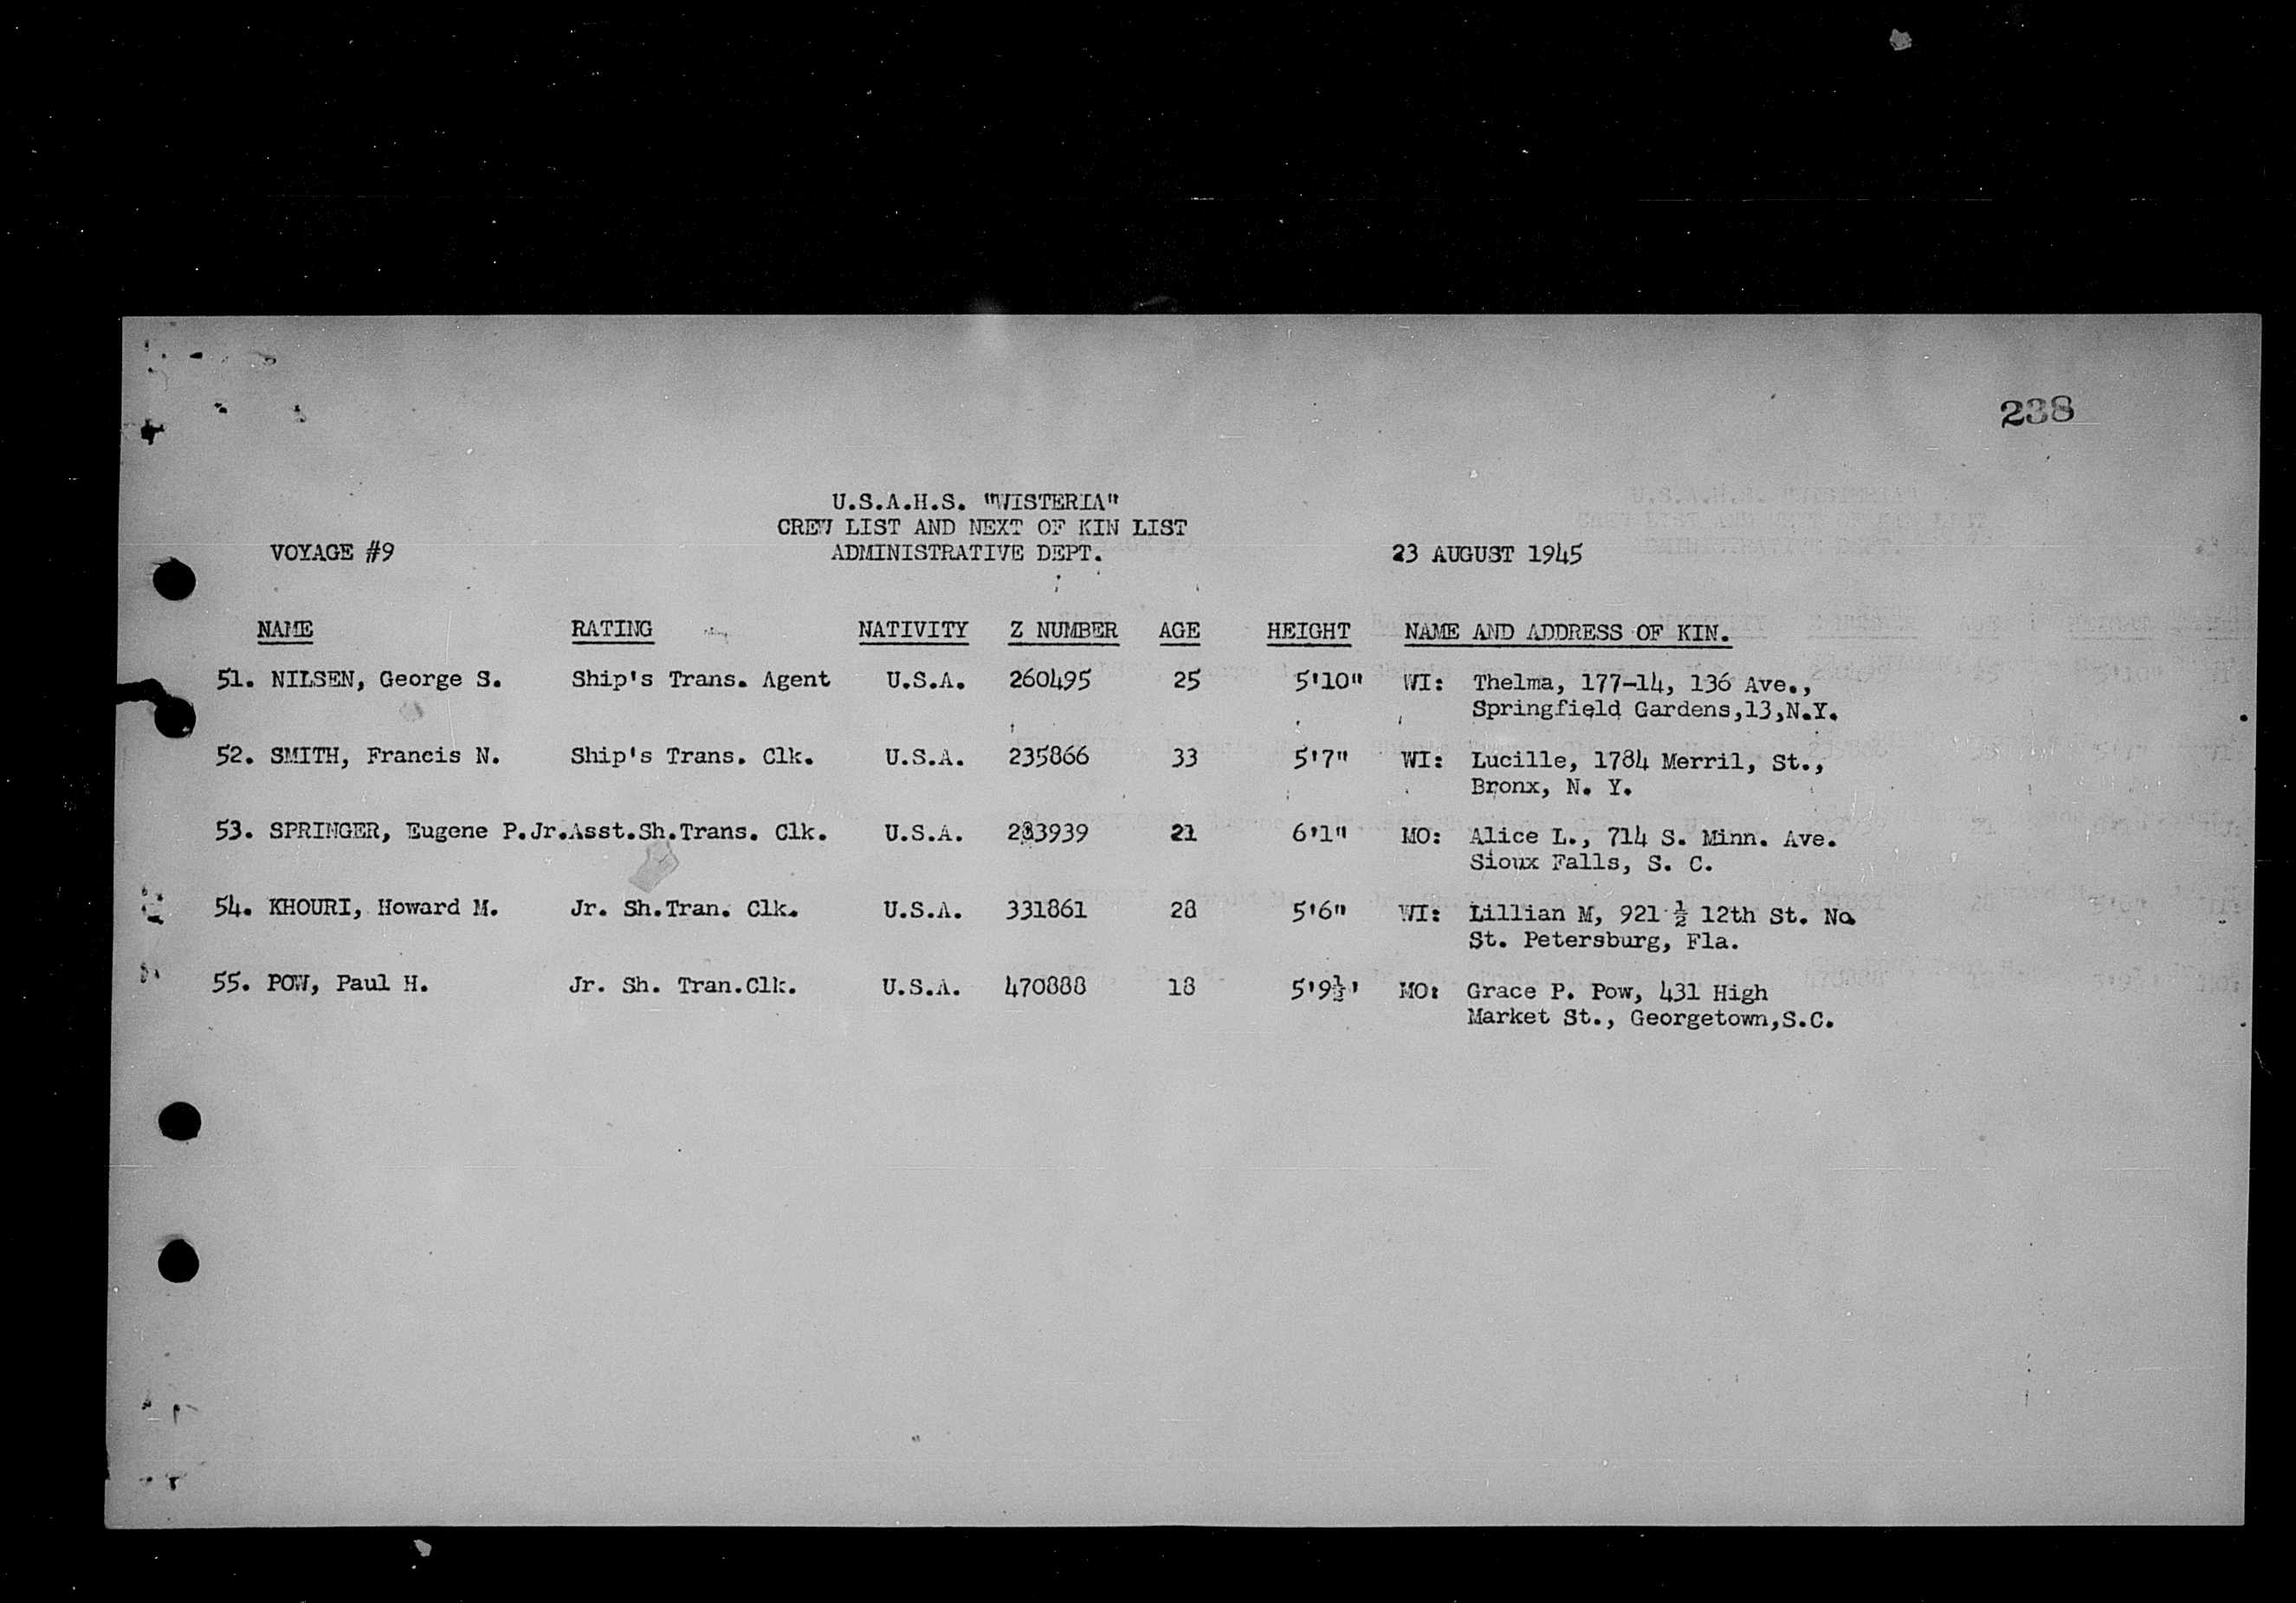 238
U.S.A.H.S. "WISTERIA"
CREW LIST AND NEXT OF KIN LIST
VOYAGE #9 ADMINISTRATIVE DEPT. 23 AUGUST 1945
NAME RATING NATIVITY Z NUMBER AGE HEIGHT NAME AND ADDRESS OF KIN.
51. NILSEN, George S. Ship's Trans. Agent U.S.A. 260495 25 5'10" WI: Thelma, 177-14, 136 Ave.,
Springfield Gardens,13,N.Y.
52. SMITH, Francis N. Ship's Trans. Clk. U.S.A. 235866 33 5'7" WI: Lucille, 1784 Merril, St.,
Bronx, N. Y.
53. SPRINGER, Eugene P.Jr.Asst.Sh.Trans. Clk. U.S.A. 21 6'1" MO: Alice L., 714 S. Minn. Ave.
Sioux Falls, S. C.
54. KHOURI, Howard M. Jr. Sh.Tran. Clk. U.S.A. 331861 28 5'6" WI: Lillian M, 921 ½ 12th St. No.
St. Petersburg, Fla.
55. POW, Paul H. Jr. Sh. Tran.Clk. U.S.A. 470888 18 5'9½' MO: Grace P. Pow, 431 High
Market St., Georgetown,S.C.